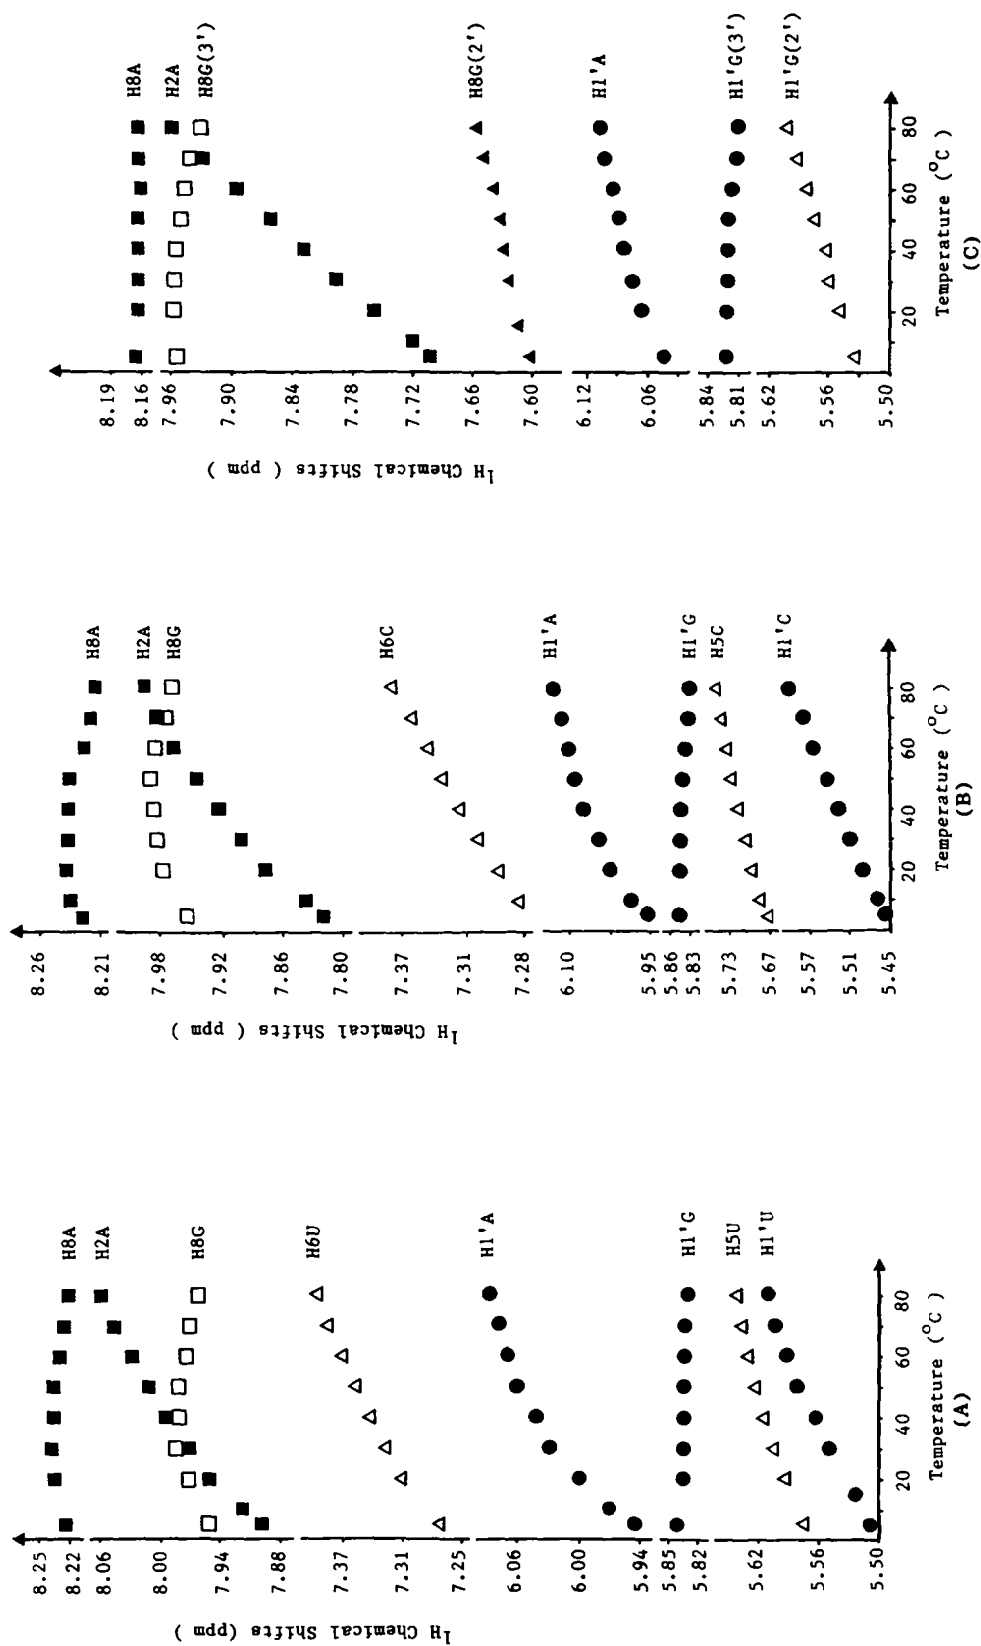 ¹H Chemical Shifts (ppm )
8.25
8.22
8.06
8.00
7.94
7.88
7.37
7.31
7.25
6.06
6.00
5.94
5.85
5.82
5.62
5.56
5.50
H8A
H2A
H8G
H6U
H1'A
H1'G
H5U
H1'U
20
40
60
80
Temperature (°C )
(A)
¹H Chemical Shifts ( ppm )
8.26
8.21
7.98
7.92
7.86
7.80
7.37
7.31
7.28
6.10
5.95
5.86
5.83
5.73
5.67
5.57
5.51
5.45
H8A
H2A
H8G
H6C
H1'A
H1'G
H5C
H1'C
20
40
60
80
Temperature (°C )
(B)
¹H Chemical Shifts ( ppm )
8.19
8.16
7.96
7.90
7.84
7.78
7.72
7.66
7.60
6.12
6.06
5.84
5.81
5.62
5.56
5.50
H8A
H2A
H8G(3')
H8G(2')
H1'A
H1'G(3')
H1'G(2')
20
40
60
80
Temperature (°C )
(C)